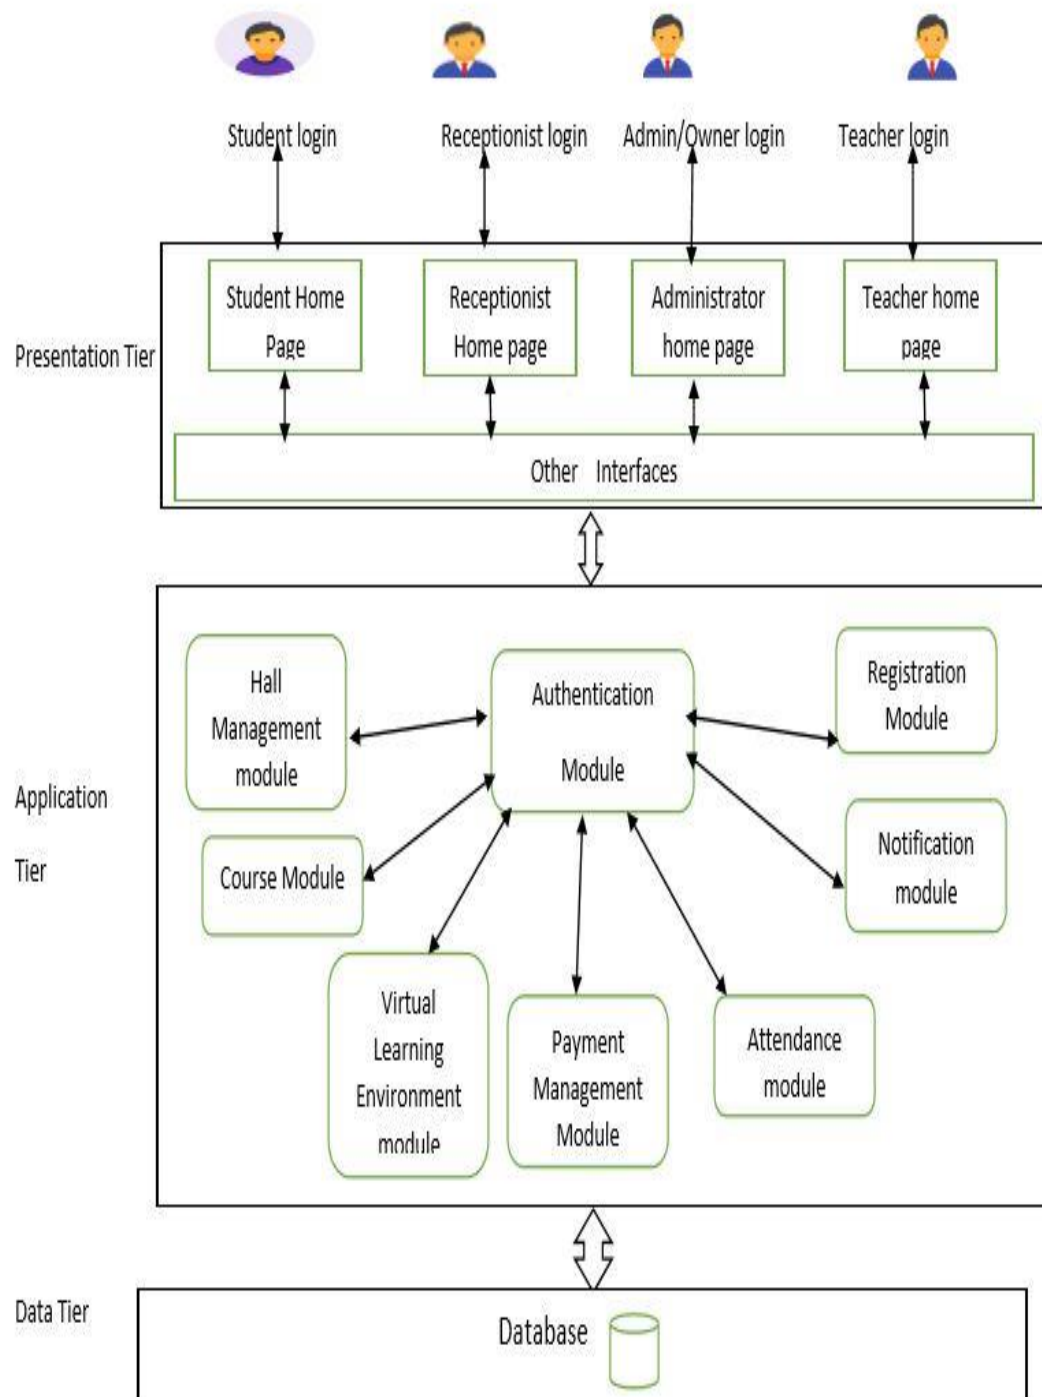 Student login
Receptionist login
Admin/Owner login
Teacher login
Presentation Tier
Student Home
Page
Receptionist
Home page
Administrator
home page
Teacher home
page
Other Interfaces
Application
Tier
Hall
Management
module
Authentication
Module
Registration
Module
Course Module
Notification
module
Virtual
Learning
Environment
module
Payment
Management
Module
Attendance
module
Data Tier
Database